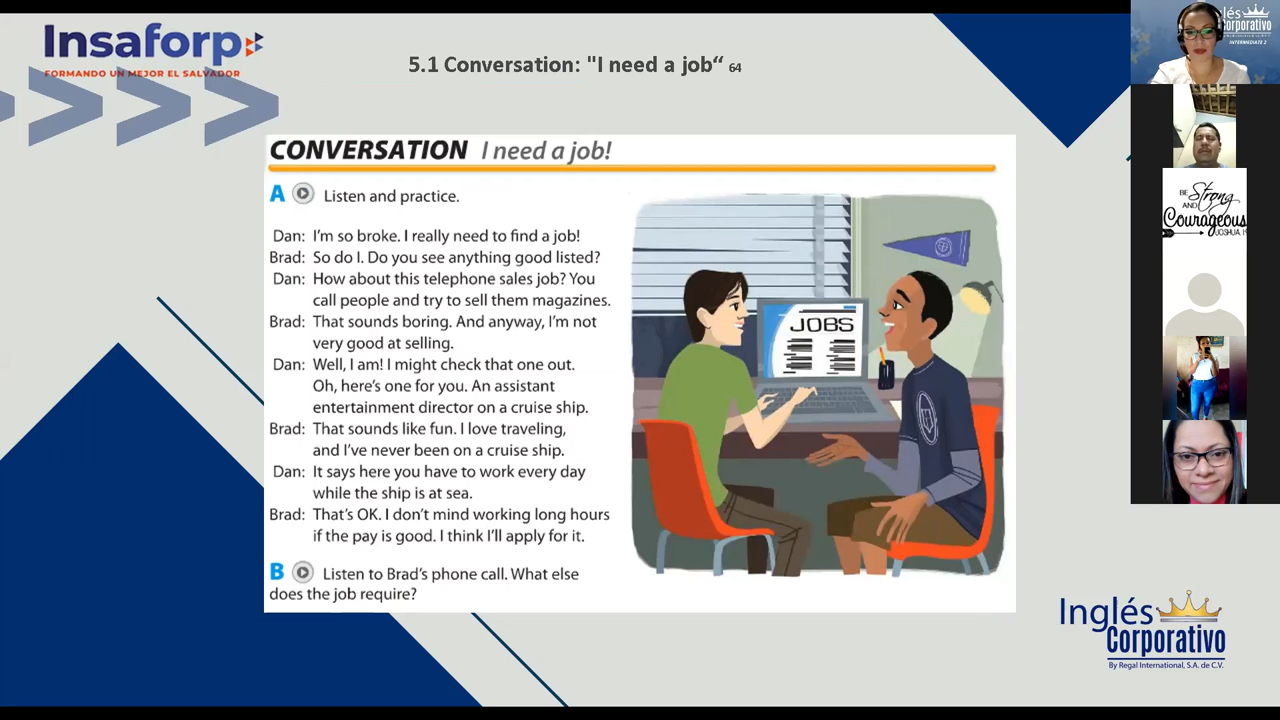 Insaforp
FORMANDO UN MEJOR EL SALVADOR
5.1 Conversation: "I need a job“ 64
CONVERSATION I need a job!
A Listen and practice.
Dan: I'm so broke. I really need to find a job!
Brad: So do I. Do you see anything good listed?
Dan: How about this telephone sales job? You
call people and try to sell them magazines.
Brad: That sounds boring. And anyway, I'm not
very good at selling.
Dan: Well, I am! I might check that one out.
Oh, here's one for you. An assistant
entertainment director on a cruise ship.
Brad: That sounds like fun. I love traveling,
and I've never been on a cruise ship.
Dan: It says here you have to work every day
while the ship is at sea.
Brad: That's OK. I don't mind working long hours
if the pay is good. I think I'll apply for it.
B Listen to Brad's phone call. What else
does the job require?
JOBS
Inglés
Corporativo
By Regal International, S.A. de C.V.
Corporativo
INTERMEDIATE 2
BE
Strong
AND
Courageous
JOSHUA 1